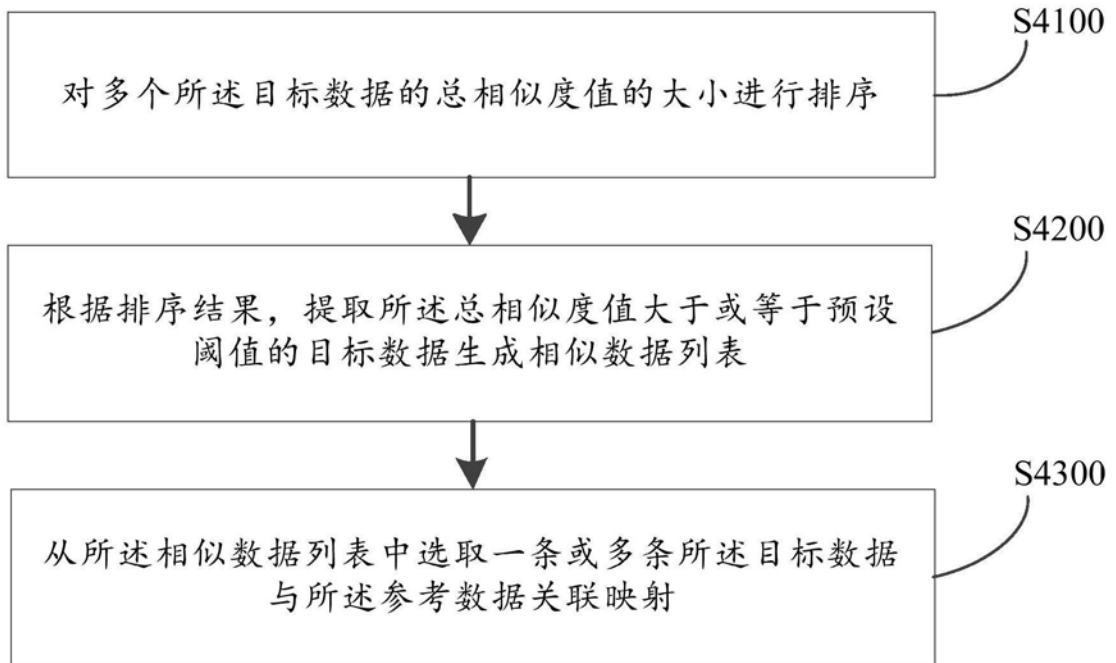 S4100
对多个所述目标数据的总相似度值的大小进行排序
S4200
根据排序结果，提取所述总相似度值大于或等于预设
阈值的目标数据生成相似数据列表
S4300
从所述相似数据列表中选取一条或多条所述目标数据
与所述参考数据关联映射